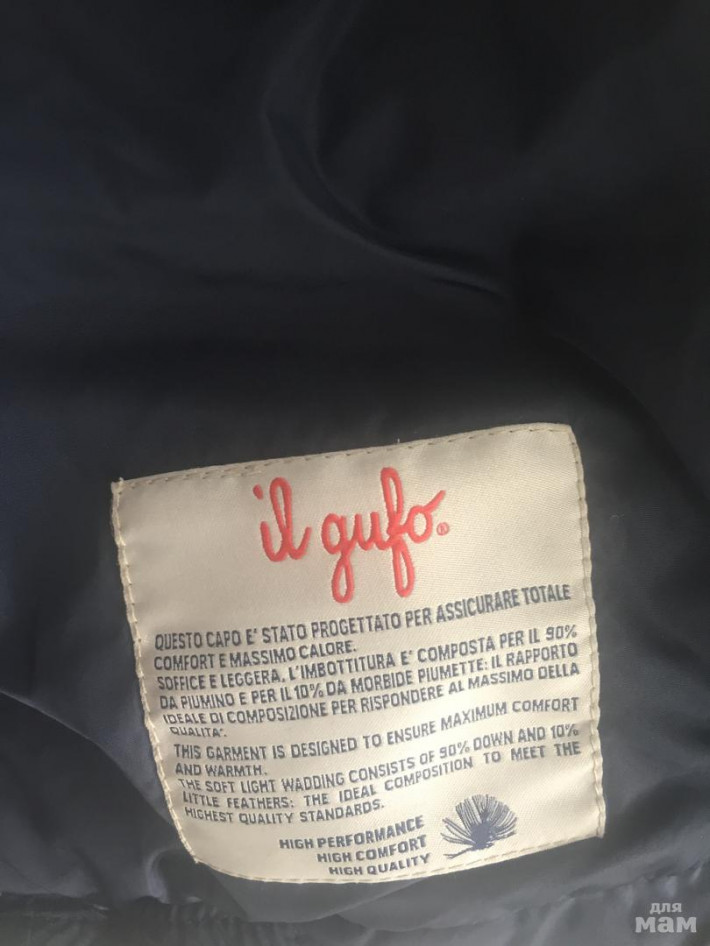 il gufo®
QUESTO CAPO E' STATO PROGETTATO PER ASSICURARE TOTALE
COMFORT E MASSIMO CALORE.
SOFFICE E LEGGERA, L'IMBOTTITURA E' COMPOSTA PER IL 90%
DA PIUMINO E PER IL 10% DA MORBIDE PIUMETTE: IL RAPPORTO
IDEALE DI COMPOSIZIONE PER RISPONDERE AL MASSIMO DELLA
QUALITA'.
THIS GARMENT IS DESIGNED TO ENSURE MAXIMUM COMFORT
AND WARMTH.
THE SOFT LIGHT WADDING CONSISTS OF 90% DOWN AND 10%
LITTLE FEATHERS: THE IDEAL COMPOSITION TO MEET THE
HIGHEST QUALITY STANDARDS.
HIGH PERFORMANCE
HIGH COMFORT
HIGH QUALITY
для
мам